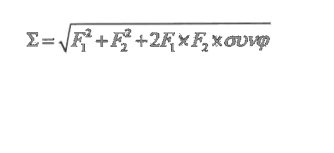 Σ = √(F₁² + F₂² + 2F₁ × F₂ × συνφ)